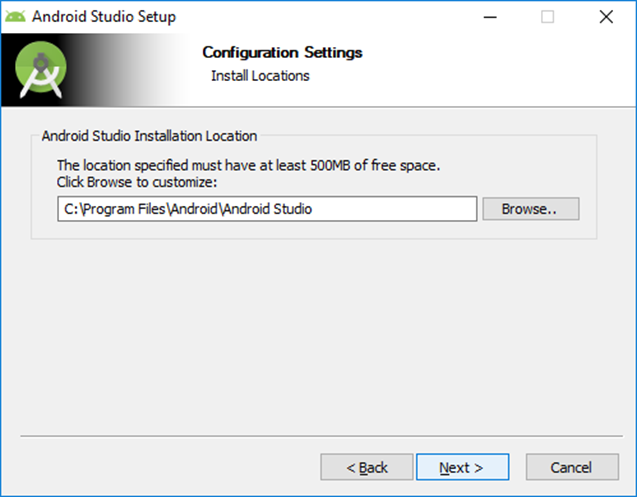 Android Studio Setup
Configuration Settings
Install Locations
Android Studio Installation Location
The location specified must have at least 500MB of free space.
Click Browse to customize:
C:\Program Files\Android\Android Studio
Browse..
< Back
Next >
Cancel